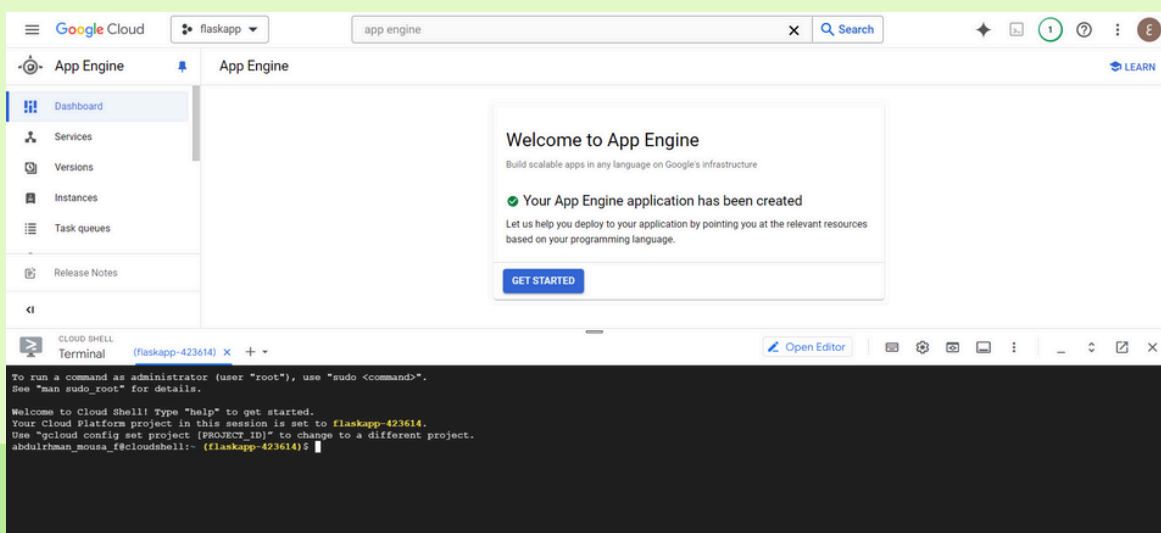 Google Cloud
flaskapp
app engine
Search
1
ع
App Engine
App Engine
LEARN
Dashboard
Services
Versions
Instances
Task queues
Release Notes
Welcome to App Engine
Build scalable apps in any language on Google's infrastructure
Your App Engine application has been created
Let us help you deploy to your application by pointing you at the relevant resources
based on your programming language.
GET STARTED
CLOUD SHELL
Terminal
(flaskapp-423614)
Open Editor
To run a command as administrator (user "root"), use "sudo <command>".
See "man sudo_root" for details.
Welcome to Cloud Shell! Type "help" to get started.
Your Cloud Platform project in this session is set to flaskapp-423614.
Use "gcloud config set project [PROJECT_ID]" to change to a different project.
abdulrhman_mousa_f@cloudshell:~ (flaskapp-423614)$